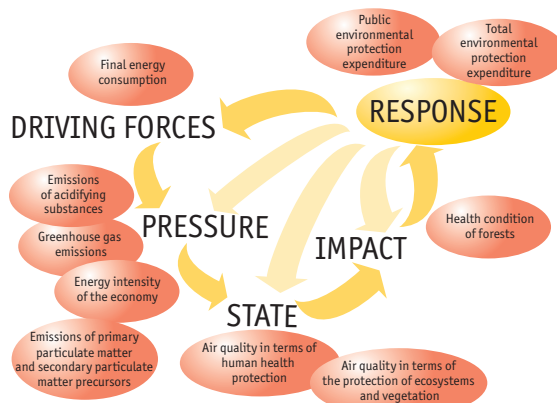 Public
environmental
protection
expenditure
Total
environmental
protection
expenditure
Final energy
consumption
RESPONSE
DRIVING FORCES
Emissions
of acidifying
substances
PRESSURE
Greenhouse gas
emissions
IMPACT
Health condition
of forests
Energy intensity
of the economy
STATE
Emissions of primary
particulate matter
and secondary particulate
matter precursors
Air quality in terms of
human health
protection
Air quality in terms of
the protection of ecosystems
and vegetation